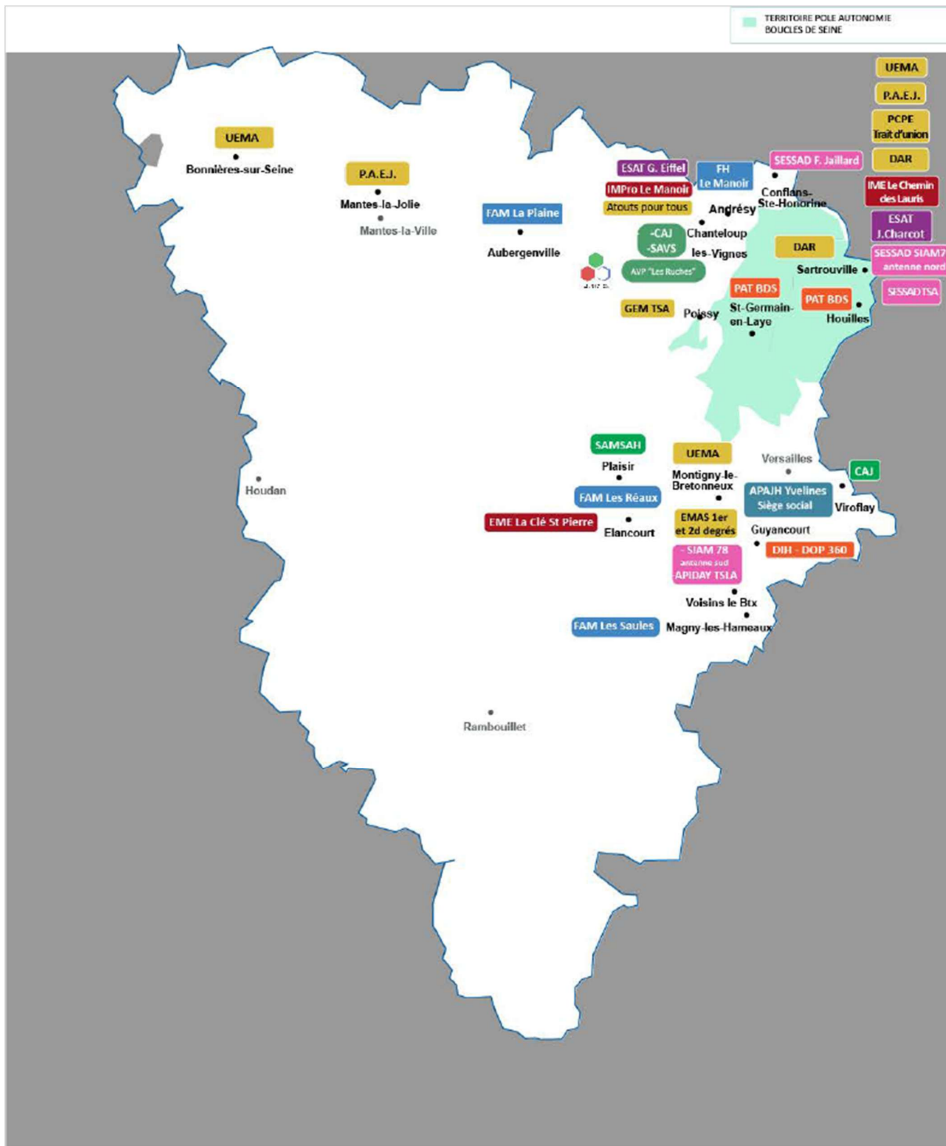 TERRITOIRE POLE AUTONOMIE
BOUCLES DE SEINE
UEMA
P.A.E.J.
PCPE
Trait d'union
DAR
IME Le Chemin
des Lauris
ESAT
J.Charcot
SESSAD SIAM7
antenne nord
SESSAD TSA
UEMA
Bonnières-sur-Seine
P.A.E.J.
Mantes-la-Jolie
Mantes-la-Ville
FAM La Plaine
Aubergenville
ESAT G. Eiffel
IMPro Le Manoir
Atouts pour tous
FH
Le Manoir
SESSAD F. Jaillard
Conflans-
Ste-Honorine
Andrésy
Chanteloup
les-Vignes
-CAJ
-SAVS
AVP "Les Ruches"
DAR
Sartrouville
GEM TSA
Poissy
PAT BDS
St-Germain-
en-Laye
PAT BDS
Houilles
SAMSAH
Plaisir
FAM Les Réaux
EME La Clé St Pierre
Elancourt
UEMA
Montigny-le-
Bretonneux
EMAS 1er
et 2d degrés
- SIAM 78
antenne sud
APIDAY TSLA
Versailles
APAJH Yvelines
Siège social
CAJ
Viroflay
Guyancourt
DIH - DOP 360
Voisins le Btx
FAM Les Saules
Magny-les-Hameaux
Houdan
Rambouillet